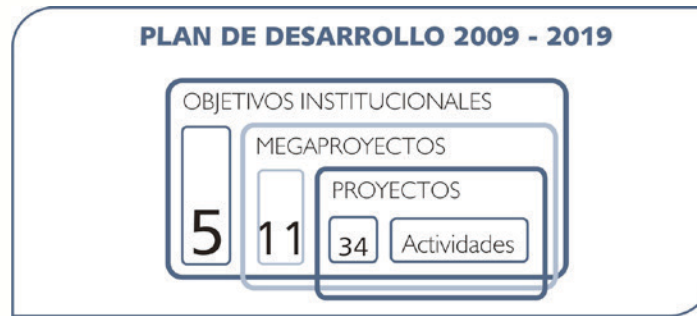 PLAN DE DESARROLLO 2009 - 2019
OBJETIVOS INSTITUCIONALES
MEGAPROYECTOS
PROYECTOS
5
11
34
Actividades